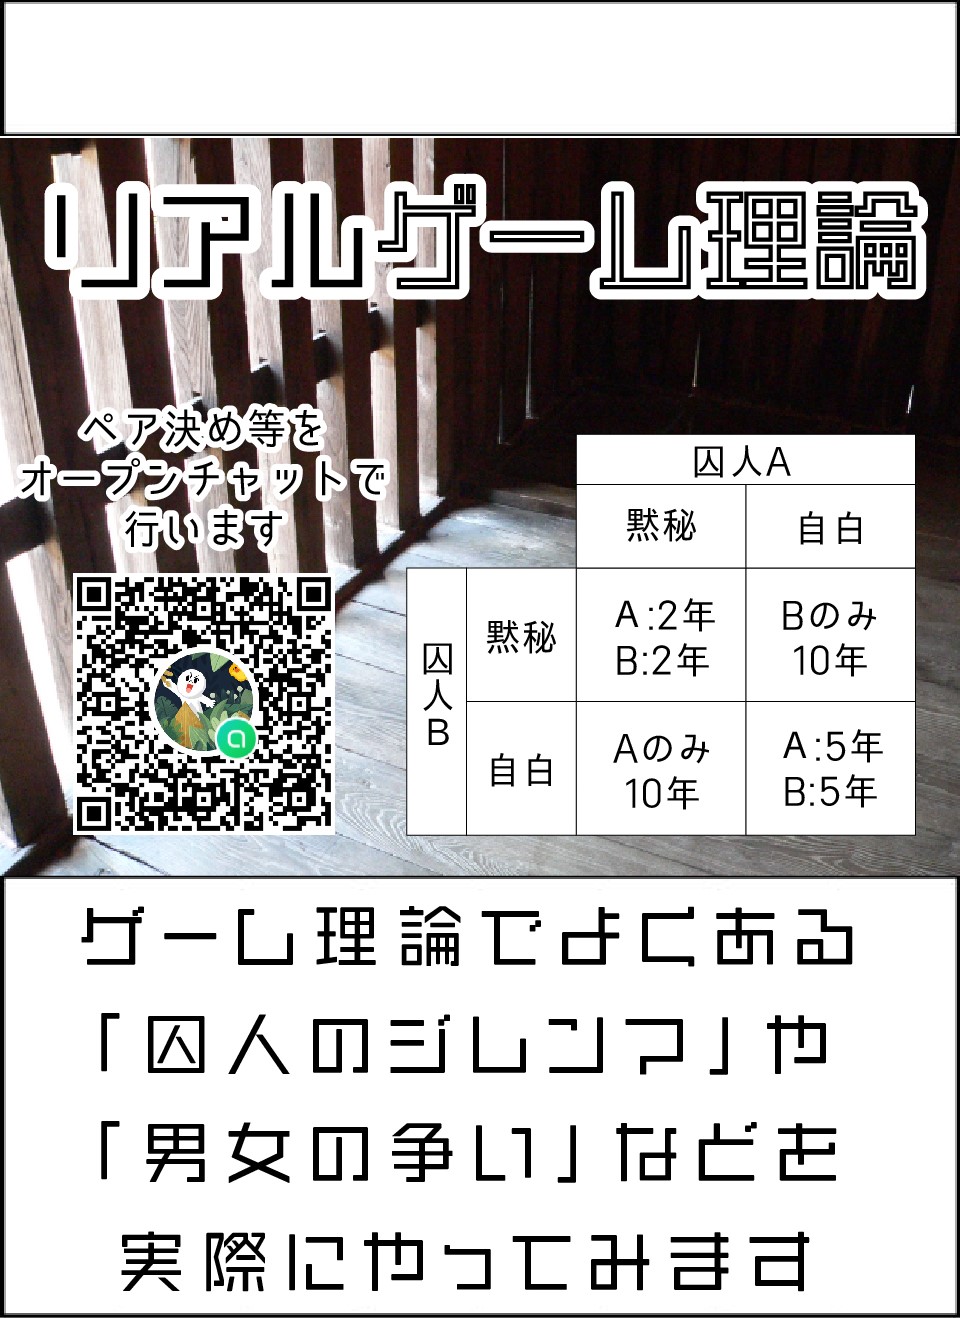 リアルゲーム理論
ペア決め等を
オープンチャットで
行います
囚人A
黙秘 自白
囚人B
黙秘
A:2年
B:2年
Bのみ
10年
自白
Aのみ
10年
A:5年
B:5年
ゲーム理論でよくある
「囚人のジレンマ」や
「男女の争い」などを
実際にやってみます